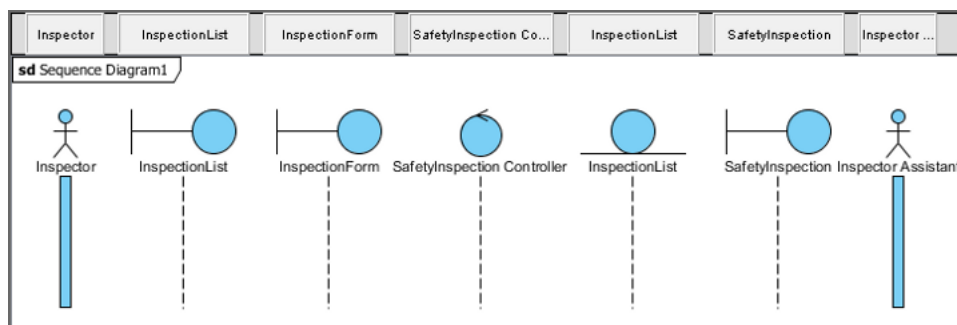 Inspector InspectionList InspectionForm SafetyInspection Co... InspectionList SafetyInspection Inspector ...
sd Sequence Diagram1
Inspector InspectionList InspectionForm SafetyInspection Controller InspectionList SafetyInspection Inspector Assistant